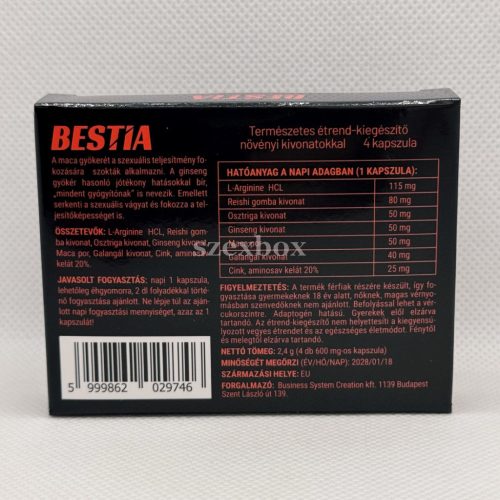 BESTIA
BESTIA
Természetes étrend-kiegészítő
növényi kivonatokkal 4 kapszula
A maca gyökerét a szexuális teljesítmény fo-
kozására szokták alkalmazni. A ginseng
gyökér hasonló jótékony hatásokkal bír,
„mindent gyógyítónak" is nevezik. Emellett
serkenti a szexuális vágyat és fokozza a tel-
jesítőképességet is.
ÖSSZETEVŐK: L-Arginine HCL, Reishi gom-
ba kivonat, Osztriga kivonat, Ginseng kivonat,
Maca por, Galangál kivonat, Cink, aminosav
kelát 20%.
JAVASOLT FOGYASZTÁS: napi 1 kapszula,
lehetőleg éhgyomorra, 2 dl folyadékkal törté-
nő fogyasztása ajánlott. Ne lépje túl az aján-
lott napi fogyasztási mennyiséget, azaz az 1
kapszulát!
HATÓANYAG A NAPI ADAGBAN (1 KAPSZULA):
L-Arginine HCL 115 mg
Reishi gomba kivonat 80 mg
Osztriga kivonat 50 mg
Ginseng kivonat 50 mg
50 mg
Galangál kivonat 40 mg
Cink, aminosav kelát 20% 25 mg
szexbox
FIGYELMEZTETÉS: A termék férfiak részére készült, így
fogyasztása gyermekeknek 18 év alatt, nőknek, magas vérnyo-
másban szenvedőknek nem ajánlott. Befolyással lehet a vér-
cukorszintre. Adaptogén hatású. Gyerekek elől elzárva
tartandó. Az étrend-kiegészítő nem helyettesíti a kiegyensú-
lyozott vegyes étrendet és az egészséges életmódot. Fénytől
és melegtől elzárva tartandó.
NETTÓ TÖMEG: 2,4 g (4 db 600 mg-os kapszula)
MINŐSÉGÉT MEGŐRZI (ÉV/HÓ/NAP): 2028/01/18
SZÁRMAZÁSI HELYE: EU
FORGALMAZÓ: Business System Creation kft. 1139 Budapest
Szent László út 139.
5 999862 029746